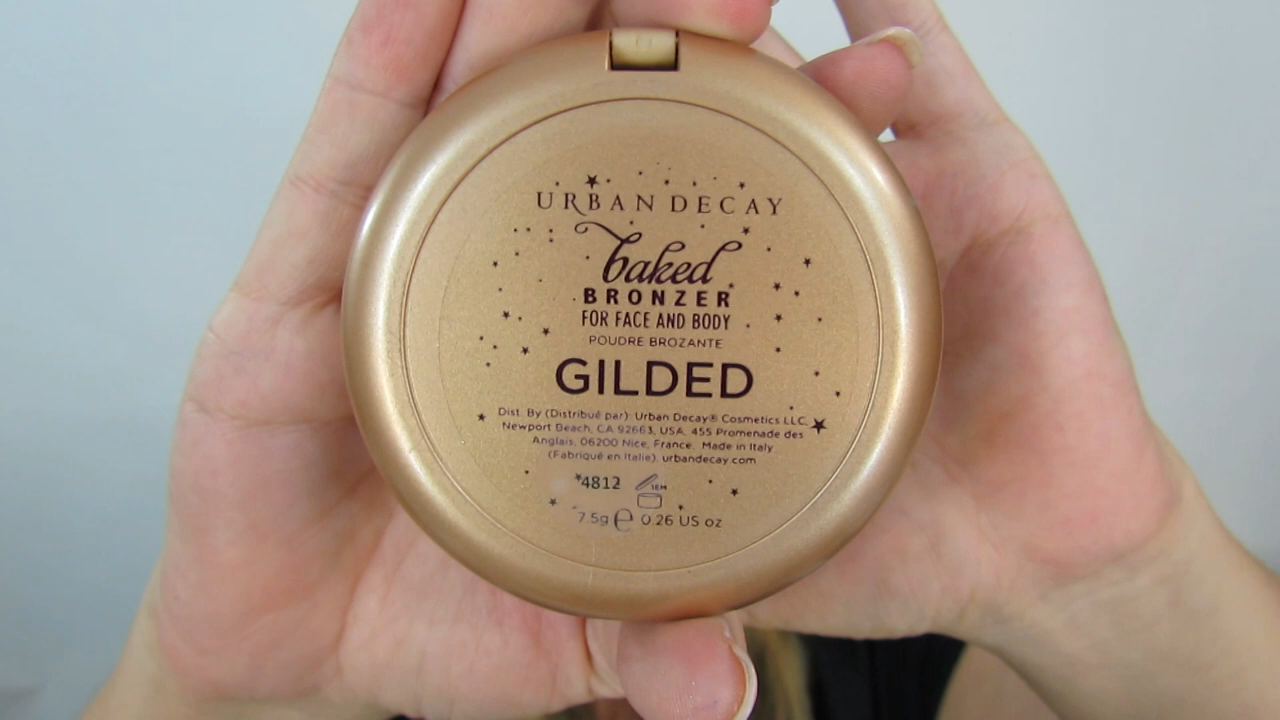 URBAN DECAY
baked
BRONZER
FOR FACE AND BODY
POUDRE BROZANTE
GILDED
Dist. By (Distribué par): Urban Decay® Cosmetics LLC.
Newport Beach, CA 92663, USA. 455 Promenade des
Anglais, 06200 Nice, France. Made in Italy
(Fabriqué en Italie). urbandecay.com
4812
7.5g e 0.26 US oz